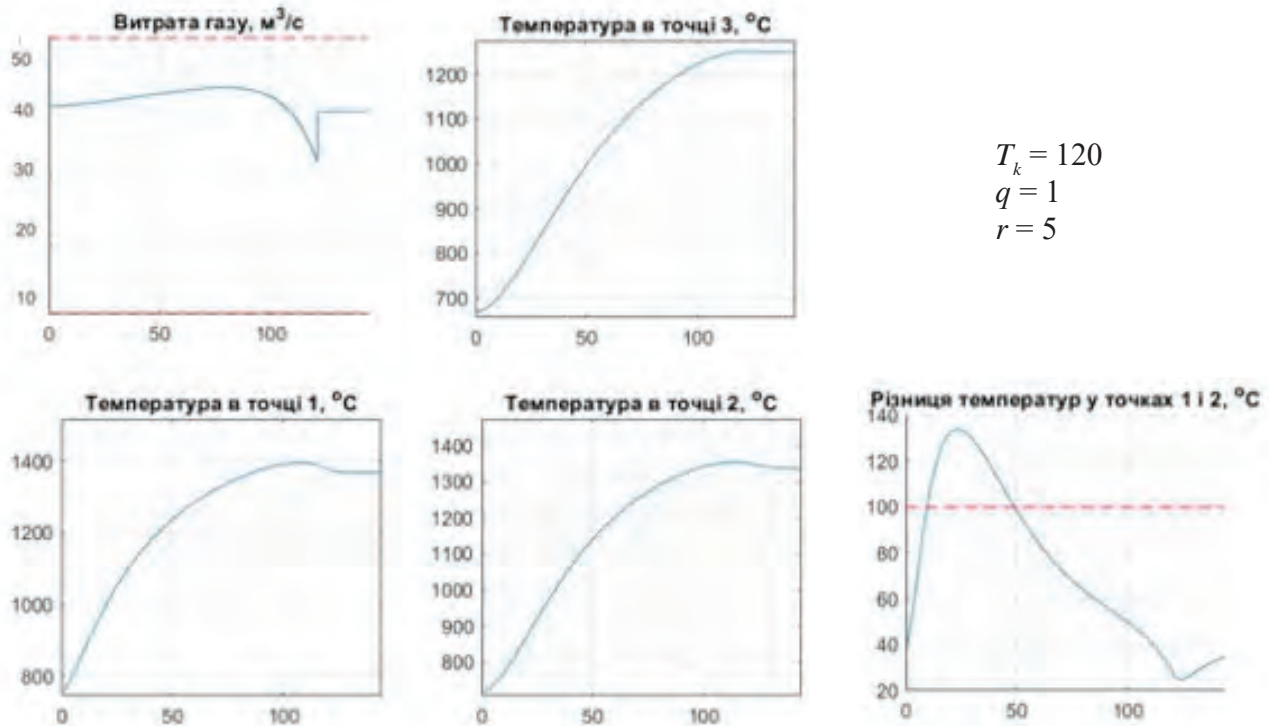 Витрата газу, м³/с
50
40
30
20
10
0 50 100
Температура в точці 3, °C
1200
1100
1000
900
800
700
0 50 100
T_k = 120
q = 1
r = 5
Температура в точці 1, °C
1400
1200
1000
800
0 50 100
Температура в точці 2, °C
1400
1300
1200
1100
1000
900
800
0 50 100
Різниця температур у точках 1 і 2, °C
140
120
100
80
60
40
20
0 50 100